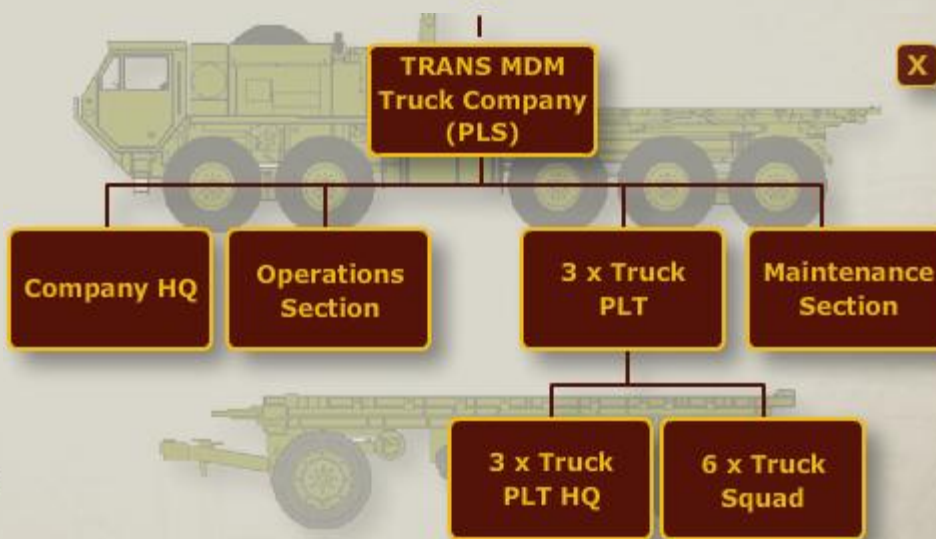 TRANS MDM
Truck Company
(PLS)
X
Company HQ
Operations
Section
3 x Truck
PLT
Maintenance
Section
3 x Truck
PLT HQ
6 x Truck
Squad